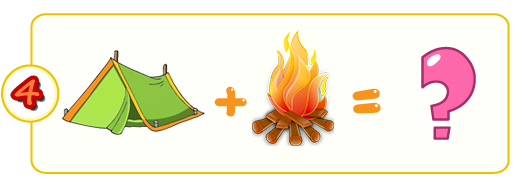 4 + = ?